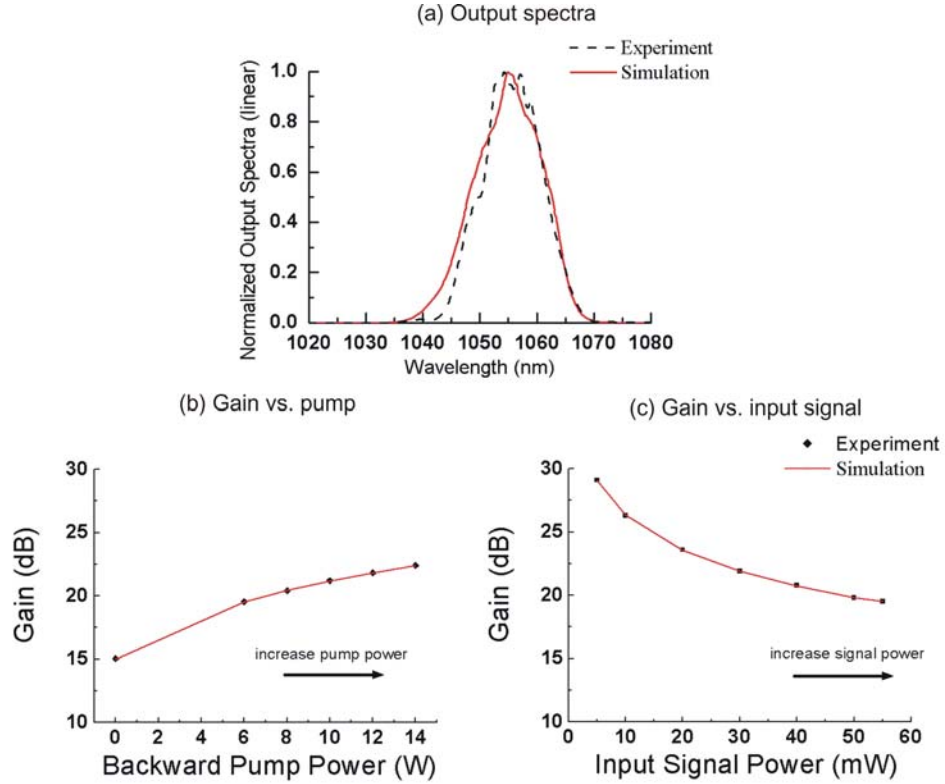 (a) Output spectra
Experiment
Simulation
Normalized Output Spectra (linear)
1.0
0.8
0.6
0.4
0.2
0.0
1020 1030 1040 1050 1060 1070 1080
Wavelength (nm)
(b) Gain vs. pump
Gain (dB)
30
25
20
15
10
increase pump power
0 2 4 6 8 10 12 14
Backward Pump Power (W)
(c) Gain vs. input signal
Experiment
Simulation
Gain (dB)
30
25
20
15
10
increase signal power
0 10 20 30 40 50 60
Input Signal Power (mW)